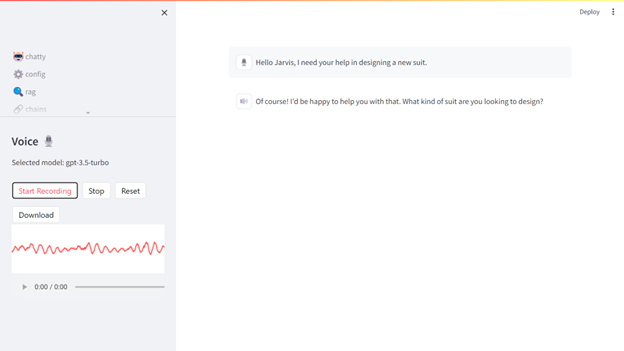 Deploy
chatty
config
rag
chains
Voice
Selected model: gpt-3.5-turbo
Start Recording
Stop
Reset
Download
0:00 / 0:00
Hello Jarvis, I need your help in designing a new suit.
Of course! I'd be happy to help you with that. What kind of suit are you looking to design?